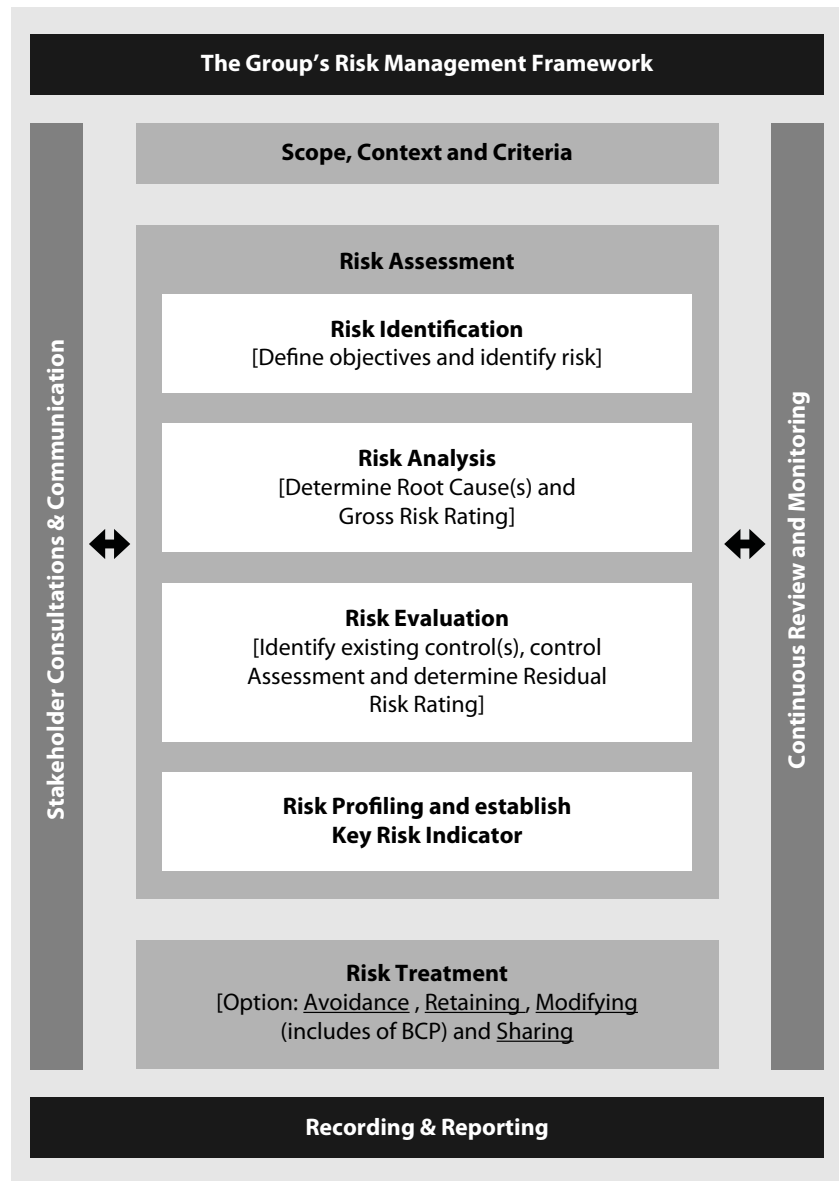 The Group's Risk Management Framework
Stakeholder Consultations & Communication
Scope, Context and Criteria
Risk Assessment
Risk Identification
[Define objectives and identify risk]
Risk Analysis
[Determine Root Cause(s) and
Gross Risk Rating]
Risk Evaluation
[Identify existing control(s), control
Assessment and determine Residual
Risk Rating]
Risk Profiling and establish
Key Risk Indicator
Risk Treatment
[Option: Avoidance , Retaining , Modifying
(includes of BCP) and Sharing
Continuous Review and Monitoring
Recording & Reporting